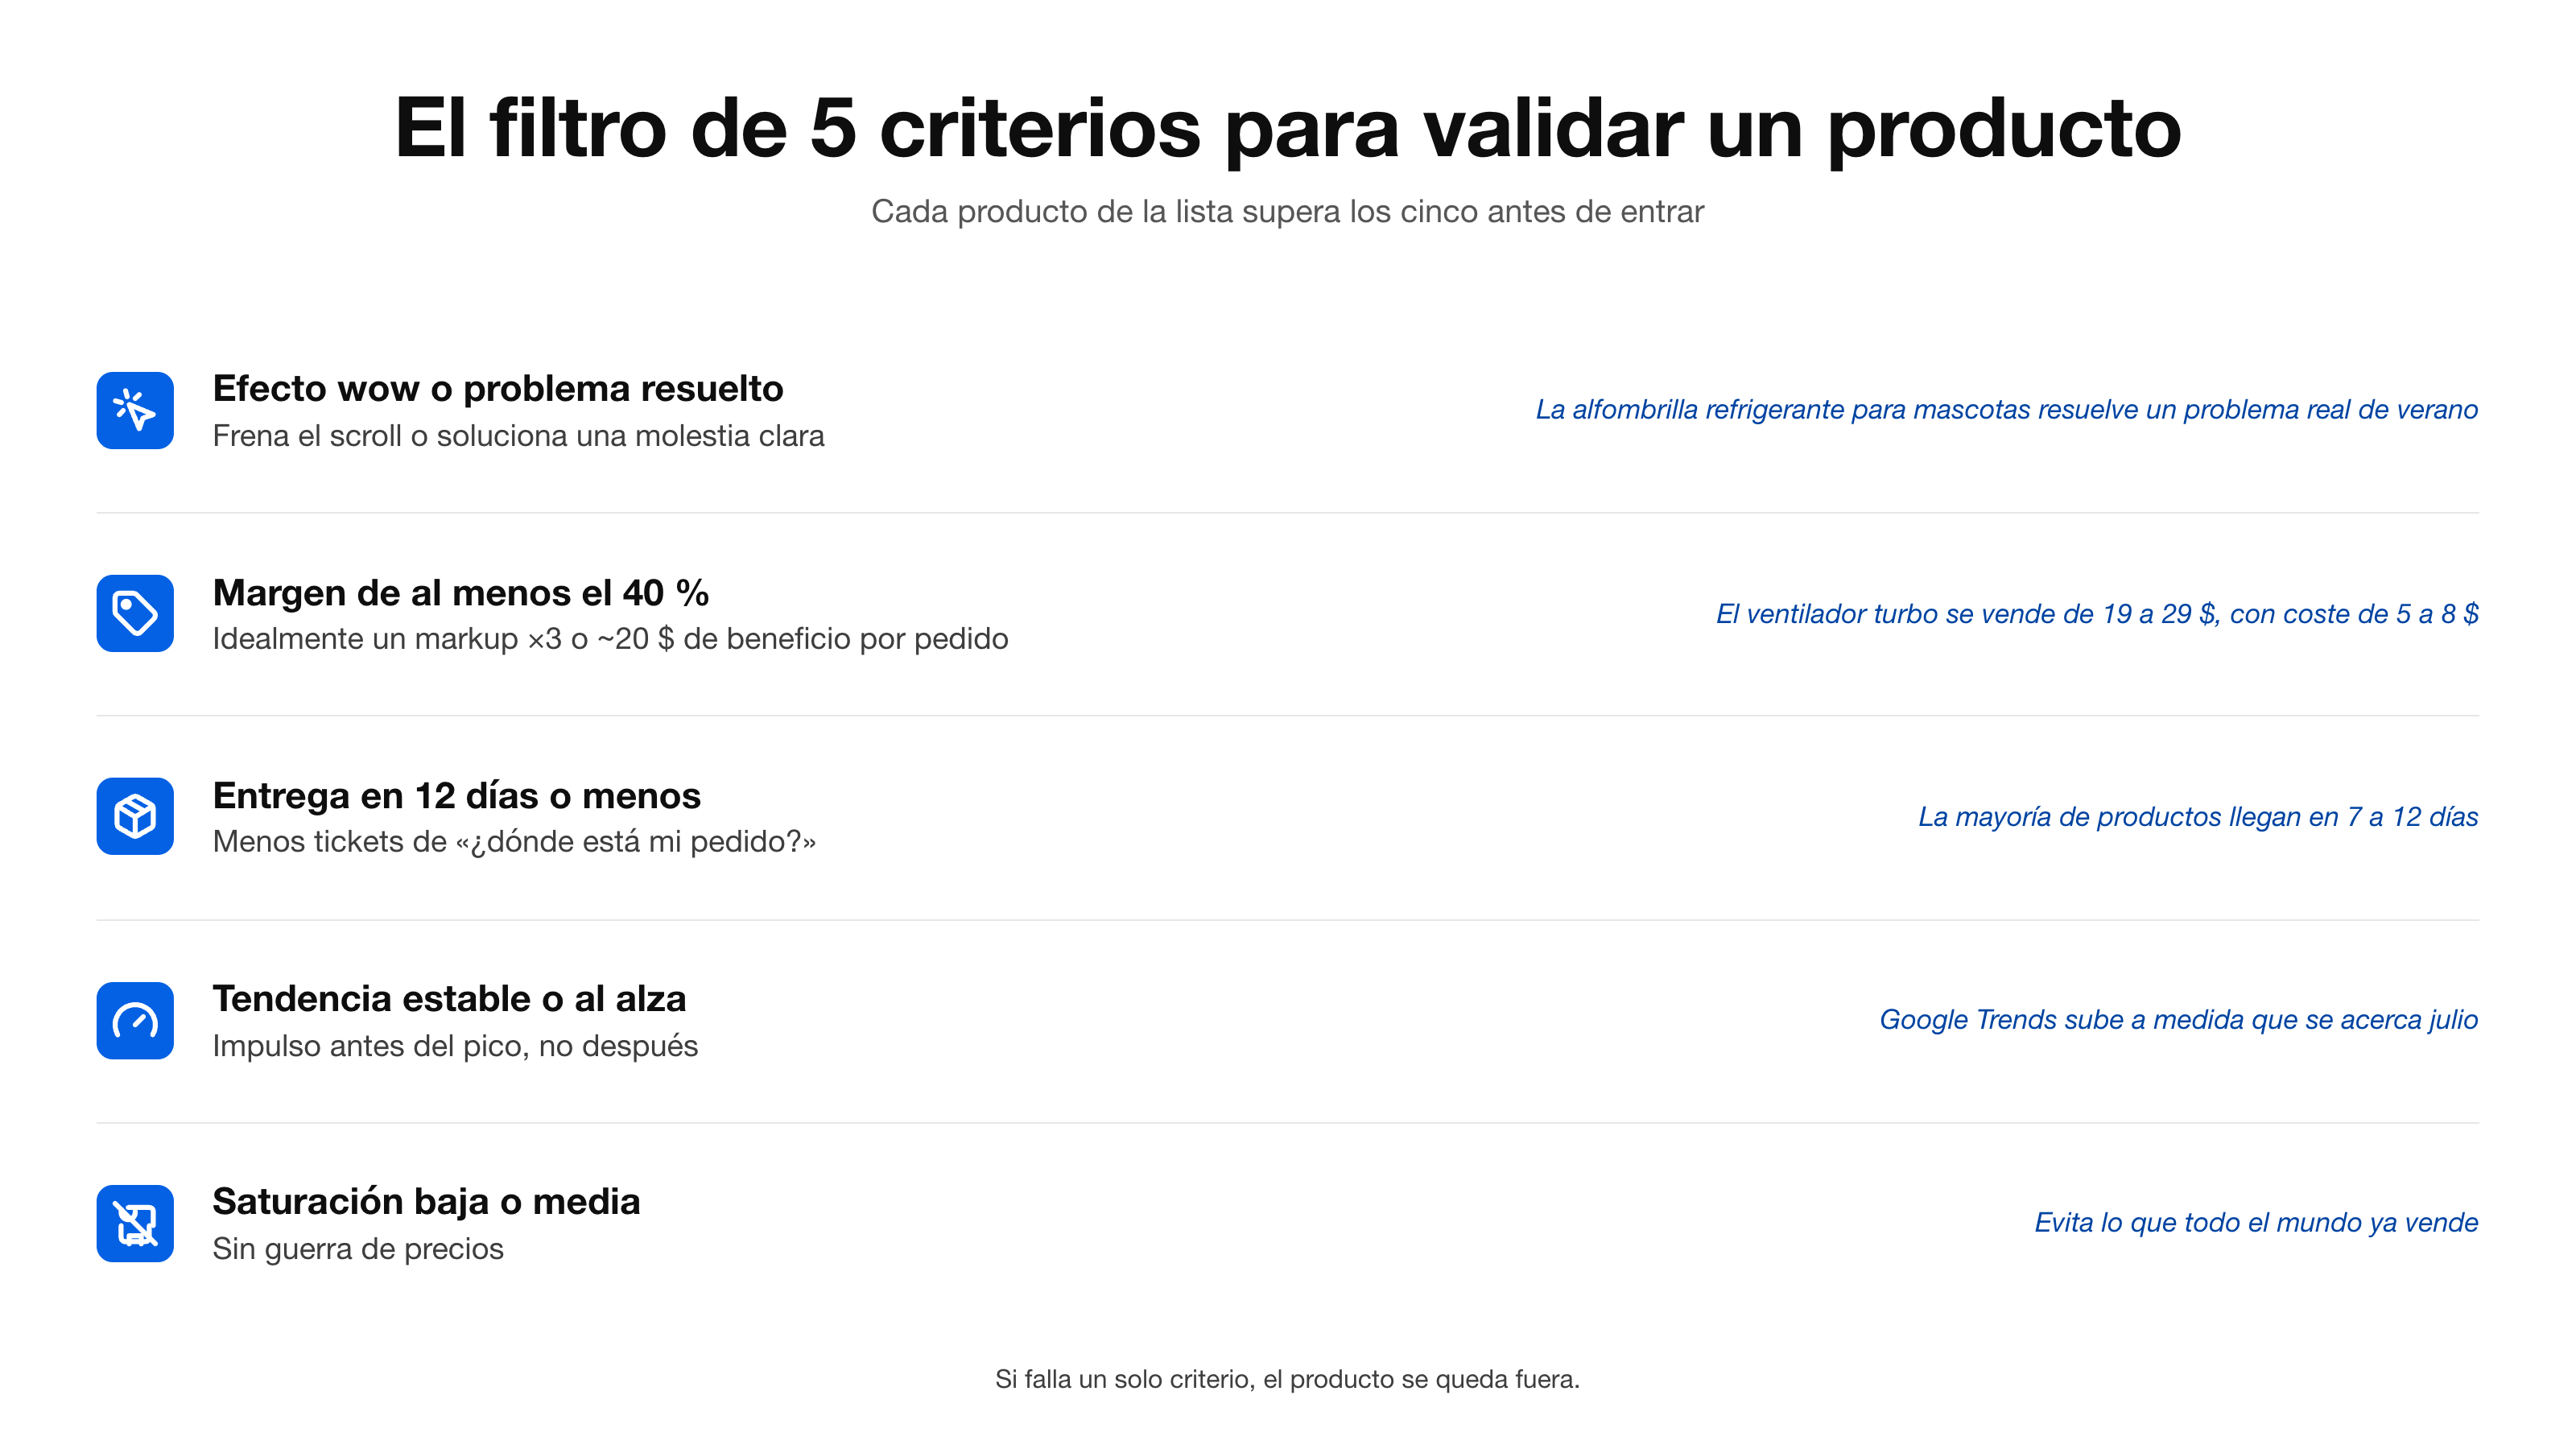 El filtro de 5 criterios para validar un producto
Cada producto de la lista supera los cinco antes de entrar
Efecto wow o problema resuelto
Frena el scroll o soluciona una molestia clara
La alfombrilla refrigerante para mascotas resuelve un problema real de verano
Margen de al menos el 40 %
Idealmente un markup ×3 o ~20 $ de beneficio por pedido
El ventilador turbo se vende de 19 a 29 $, con coste de 5 a 8 $
Entrega en 12 días o menos
Menos tickets de «¿dónde está mi pedido?»
La mayoría de productos llegan en 7 a 12 días
Tendencia estable o al alza
Impulso antes del pico, no después
Google Trends sube a medida que se acerca julio
Saturación baja o media
Sin guerra de precios
Evita lo que todo el mundo ya vende
Si falla un solo criterio, el producto se queda fuera.